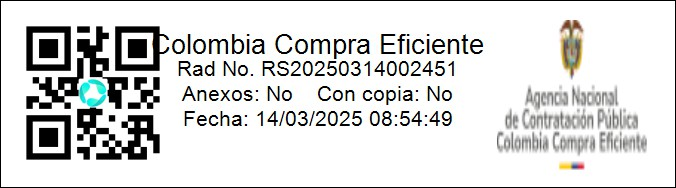 Colombia Compra Eficiente
Rad No. RS20250314002451
Anexos: No    Con copia: No
Fecha: 14/03/2025 08:54:49
Agencia Nacional
de Contratación Pública
Colombia Compra Eficiente